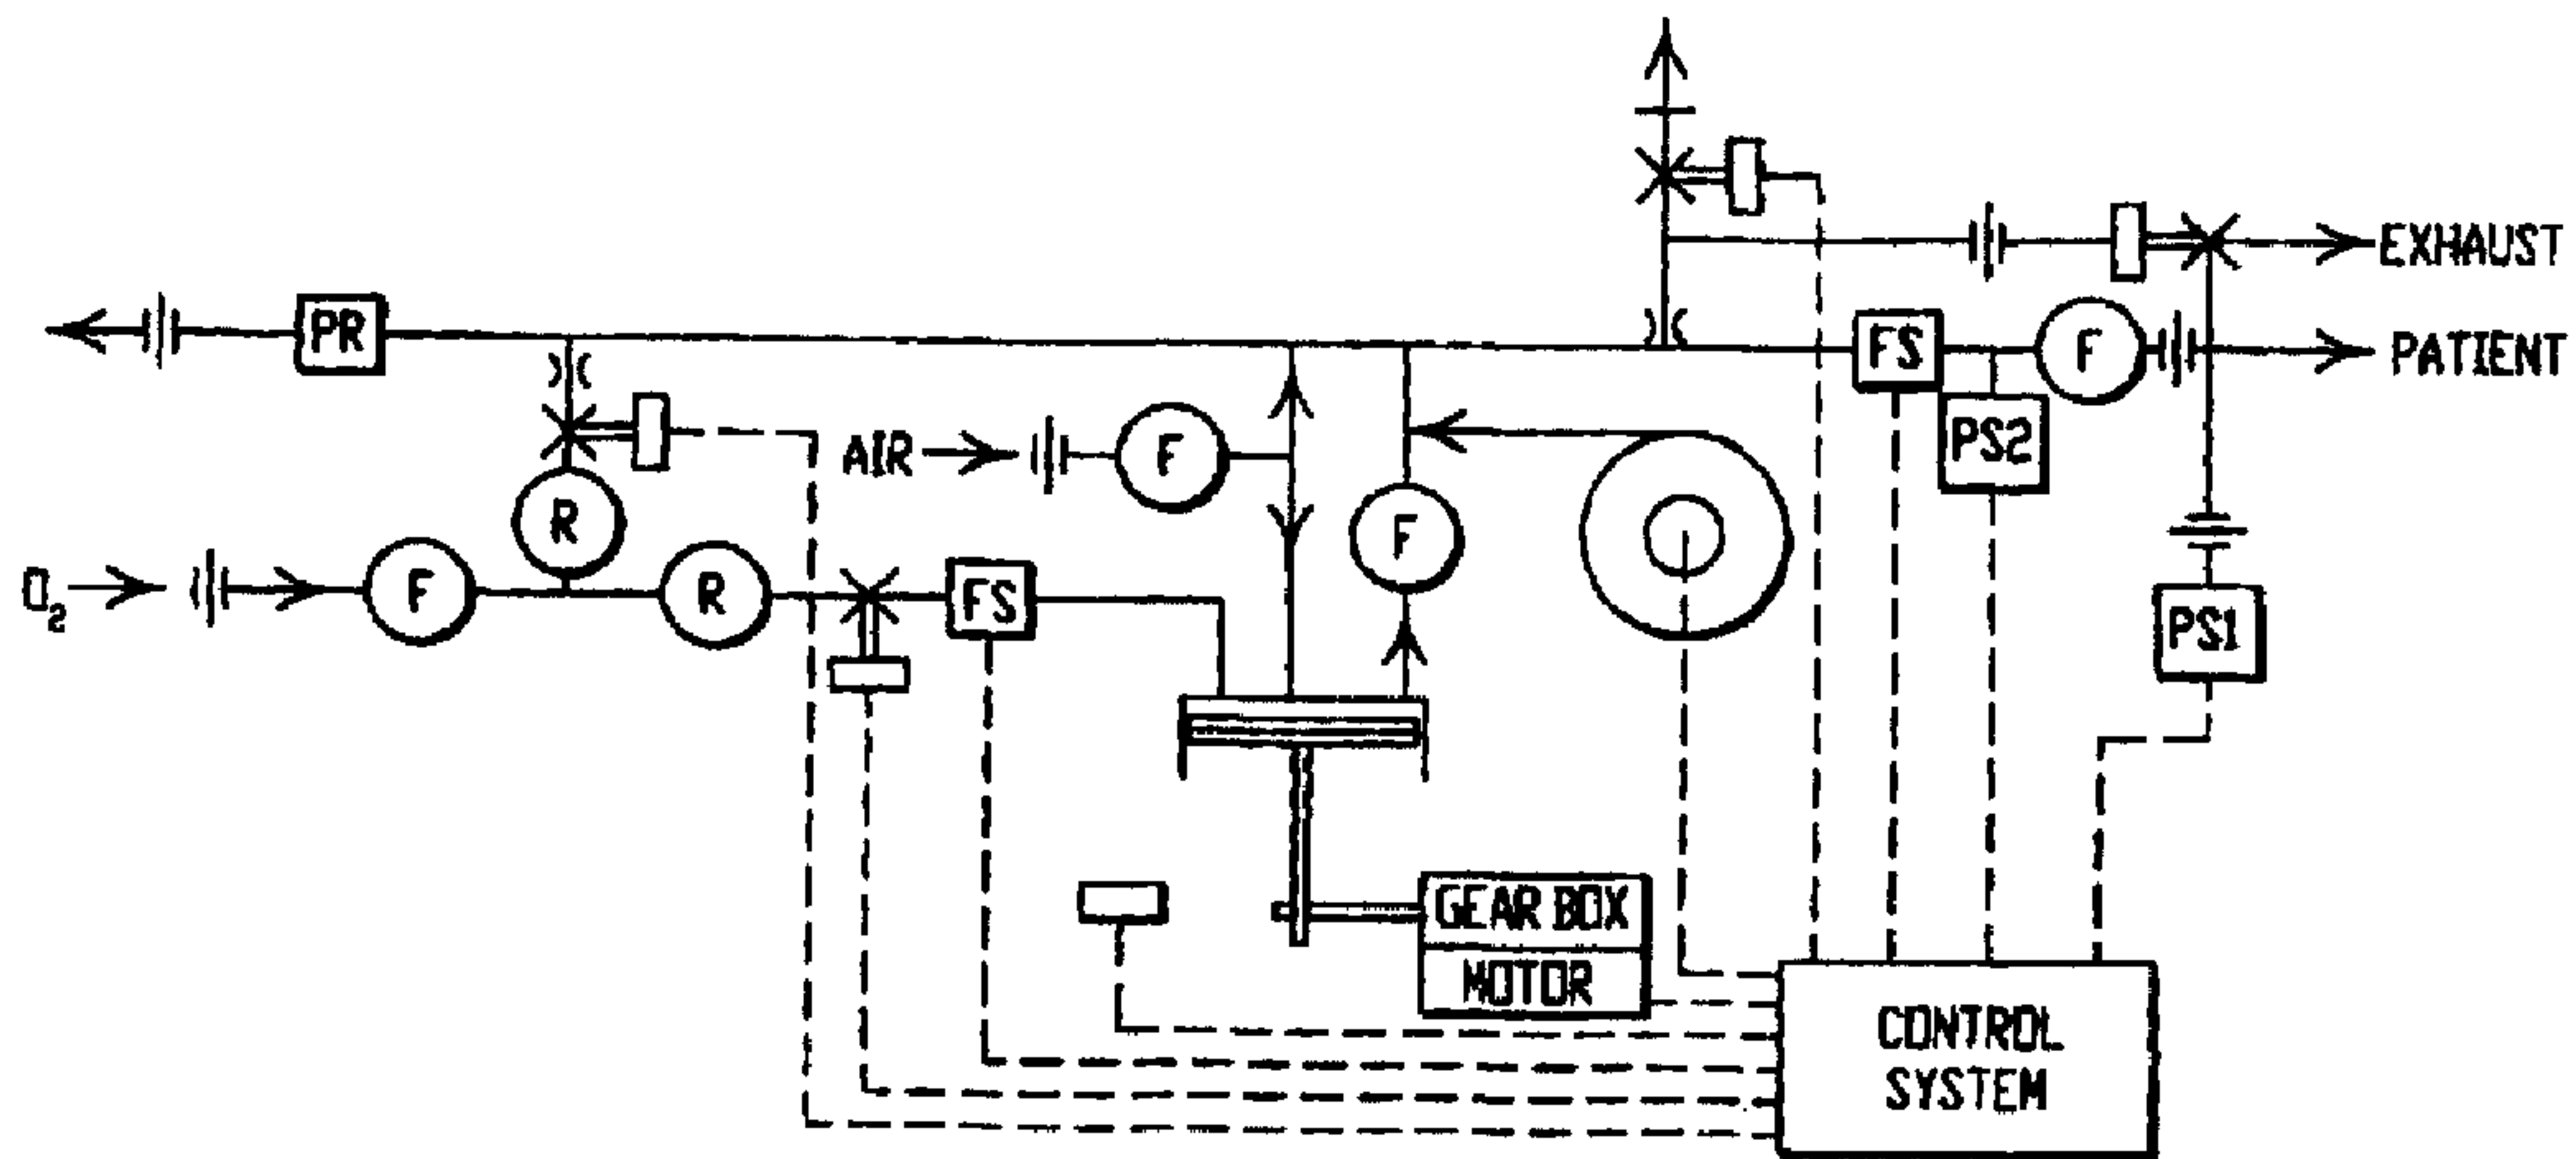 EXHAUST
PR
FS
F
PATIENT
AIR
F
PS2
R
F
O₂
F
R
FS
PS1
GEAR BOX
MOTOR
CONTROL
SYSTEM